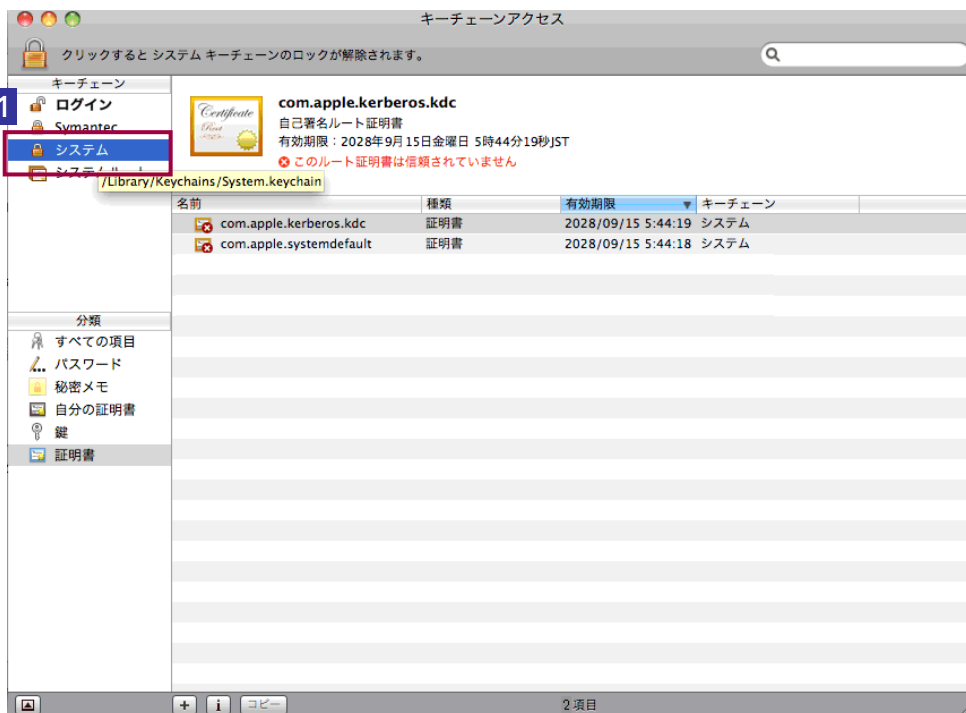 キーチェーンアクセス
クリックすると システム キーチェーンのロックが解除されます。
キーチェーン
1
ログイン
Symantec
システム
システムルート
/Library/Keychains/System.keychain
Certificate
Root
com.apple.kerberos.kdc
自己署名ルート証明書
有効期限：2028年9月15日金曜日 5時44分19秒JST
このルート証明書は信頼されていません
名前 種類 有効期限 キーチェーン
com.apple.kerberos.kdc 証明書 2028/09/15 5:44:19 システム
com.apple.systemdefault 証明書 2028/09/15 5:44:18 システム
分類
すべての項目
パスワード
秘密メモ
自分の証明書
鍵
証明書
+ i コピー 2項目